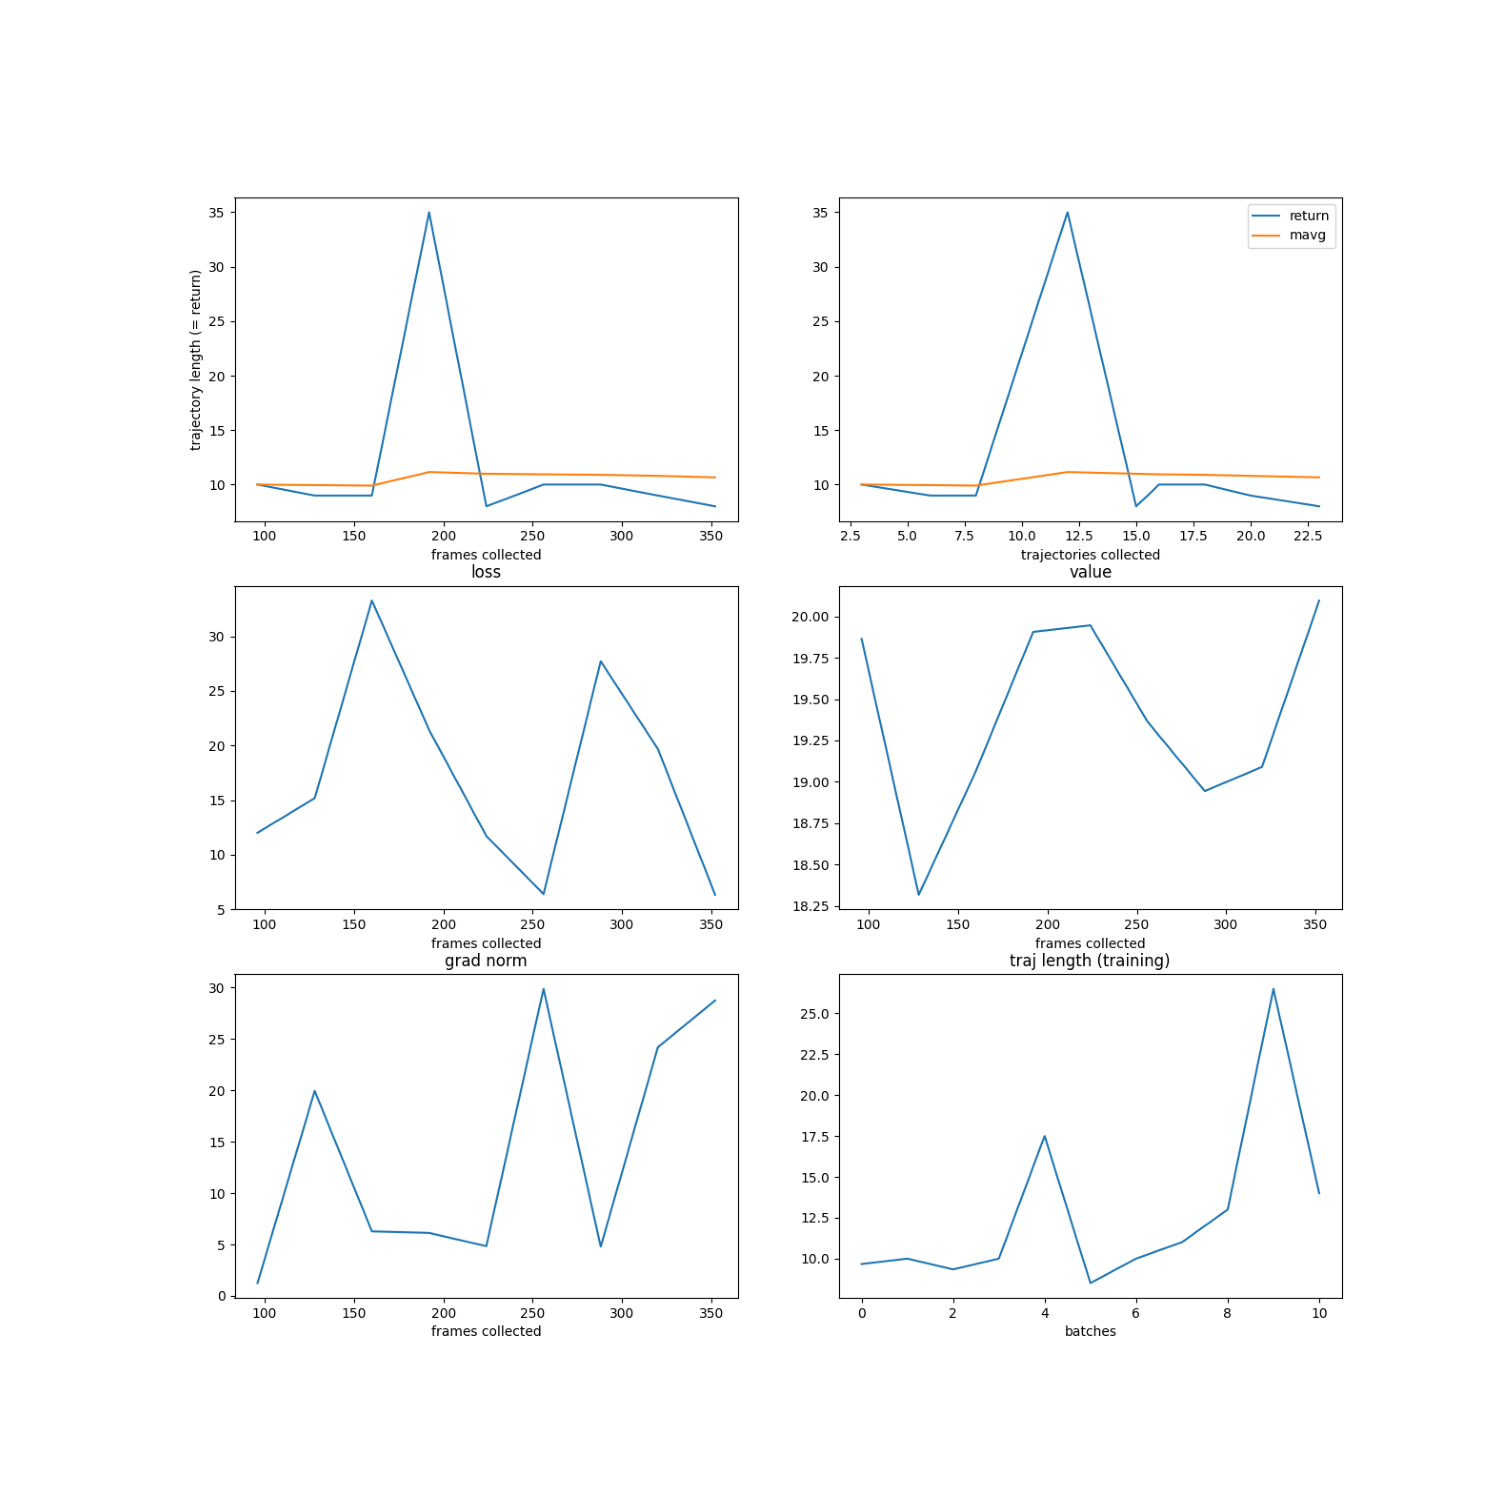 35
30
25
20
15
10
trajectory length (= return)
100 150 200 250 300 350
frames collected
return
mavg
35
30
25
20
15
10
2.5 5.0 7.5 10.0 12.5 15.0 17.5 20.0 22.5
trajectories collected
loss
30
25
20
15
10
5
100 150 200 250 300 350
frames collected
value
20.00
19.75
19.50
19.25
19.00
18.75
18.50
18.25
100 150 200 250 300 350
frames collected
grad norm
30
25
20
15
10
5
0
100 150 200 250 300 350
frames collected
traj length (training)
25.0
22.5
20.0
17.5
15.0
12.5
10.0
0 2 4 6 8 10
batches